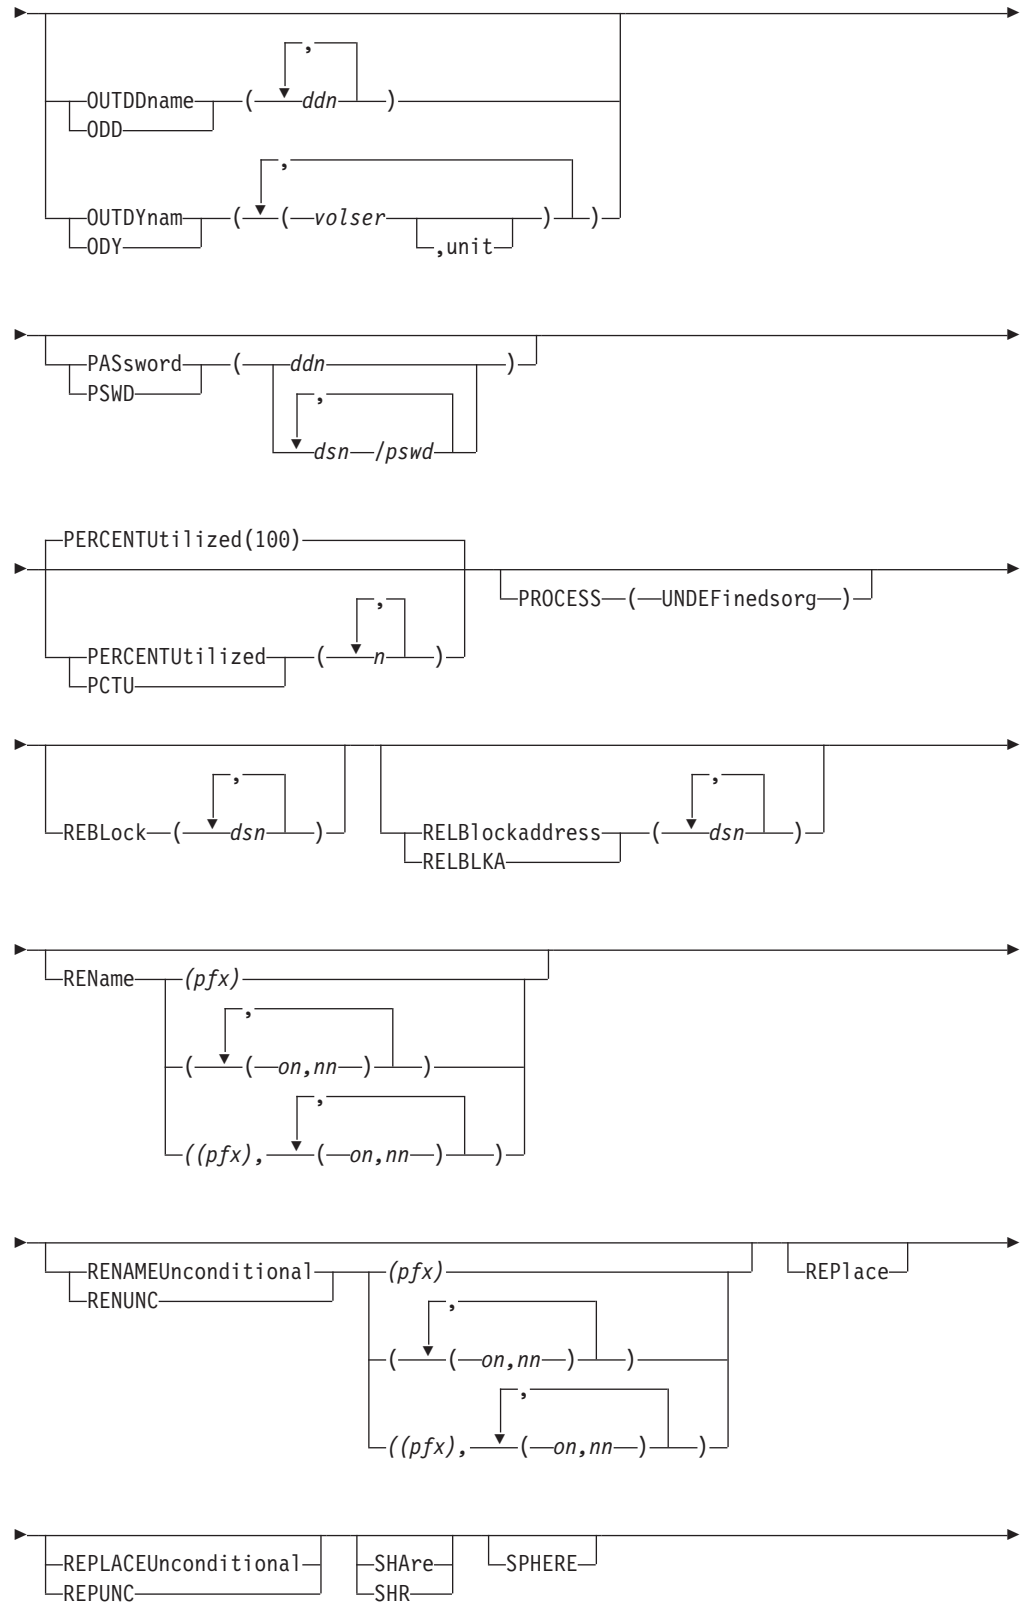 ,
OUTDDname ( ddn )
ODD
,
OUTDYnam ( ( volser ) )
ODY ,unit
PASsword ( ddn )
PSWD ,
dsn /pswd
PERCENTUtilized(100)
PROCESS ( UNDEFinedsorg )
,
PERCENTUtilized ( n )
PCTU
, ,
REBLock ( dsn ) RELBlockaddress ( dsn )
RELBLKA
REName (pfx)
,
( ( on,nn ) )
,
((pfx), ( on,nn ) )
RENAMEUnconditional (pfx) REPlace
RENUNC
,
( ( on,nn ) )
,
((pfx), ( on,nn ) )
REPLACEUnconditional SHAre SPHERE
REPUNC SHR